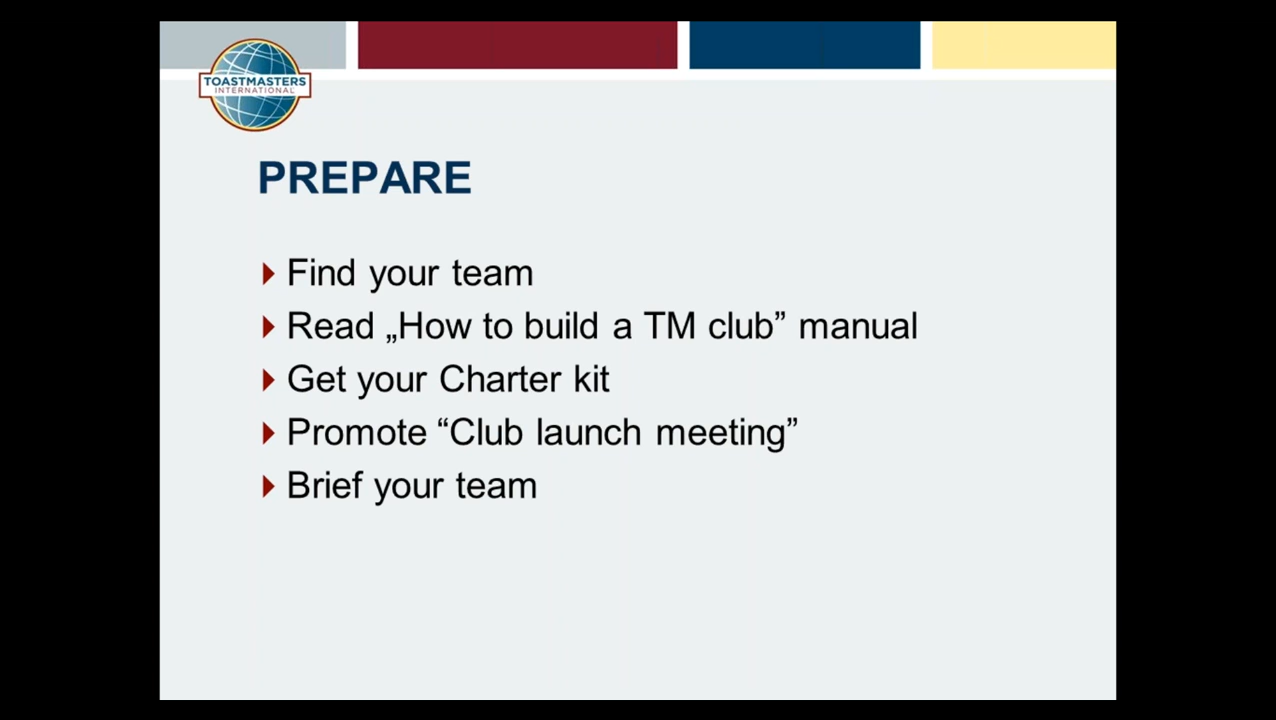 TOASTMASTERS
INTERNATIONAL
PREPARE
Find your team
Read „How to build a TM club” manual
Get your Charter kit
Promote “Club launch meeting”
Brief your team